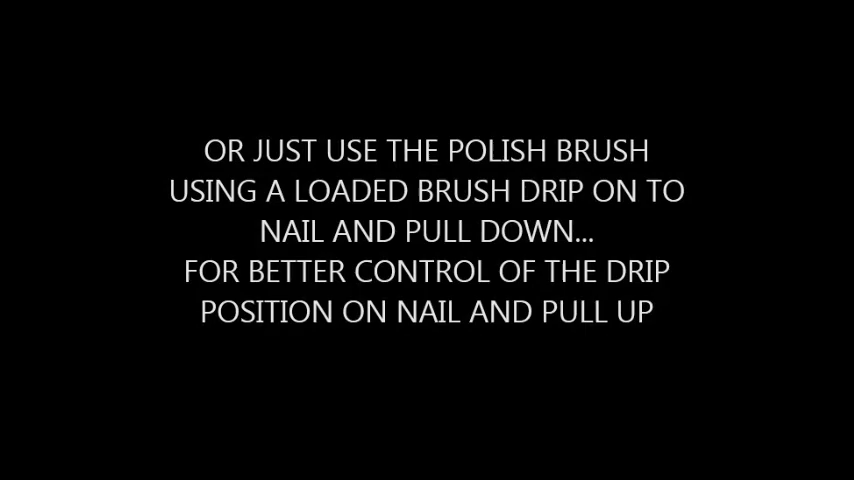 OR JUST USE THE POLISH BRUSH
USING A LOADED BRUSH DRIP ON TO
NAIL AND PULL DOWN...
FOR BETTER CONTROL OF THE DRIP
POSITION ON NAIL AND PULL UP